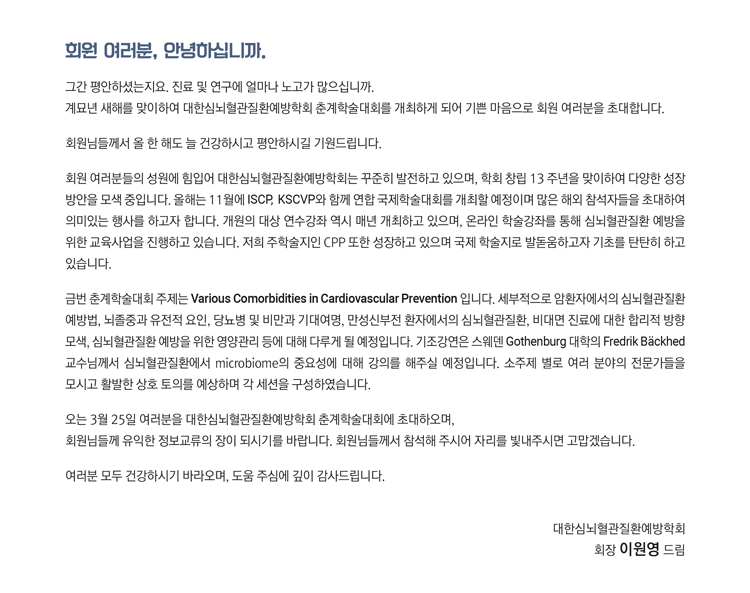 회원 여러분, 안녕하십니까.
그간 평안하셨는지요. 진료 및 연구에 얼마나 노고가 많으십니까.
계묘년 새해를 맞이하여 대한심뇌혈관질환예방학회 춘계학술대회를 개최하게 되어 기쁜 마음으로 회원 여러분을 초대합니다.
회원님들께서 올 한 해도 늘 건강하시고 평안하시길 기원드립니다.
회원 여러분들의 성원에 힘입어 대한심뇌혈관질환예방학회는 꾸준히 발전하고 있으며, 학회 창립 13 주년을 맞이하여 다양한 성장
방안을 모색 중입니다. 올해는 11월에 ISCP, KSCVP와 함께 연합 국제학술대회를 개최할 예정이며 많은 해외 참석자들을 초대하여
의미있는 행사를 하고자 합니다. 개원의 대상 연수강좌 역시 매년 개최하고 있으며, 온라인 학술강좌를 통해 심뇌혈관질환 예방을
위한 교육사업을 진행하고 있습니다. 저희 주학술지인 CPP 또한 성장하고 있으며 국제 학술지로 발돋움하고자 기초를 탄탄히 하고
있습니다.
금번 춘계학술대회 주제는 Various Comorbidities in Cardiovascular Prevention 입니다. 세부적으로 암환자에서의 심뇌혈관질환
예방법, 뇌졸중과 유전적 요인, 당뇨병 및 비만과 기대여명, 만성신부전 환자에서의 심뇌혈관질환, 비대면 진료에 대한 합리적 방향
모색, 심뇌혈관질환 예방을 위한 영양관리 등에 대해 다루게 될 예정입니다. 기조강연은 스웨덴 Gothenburg 대학의 Fredrik Bäckhed
교수님께서 심뇌혈관질환에서 microbiome의 중요성에 대해 강의를 해주실 예정입니다. 소주제 별로 여러 분야의 전문가들을
모시고 활발한 상호 토의를 예상하며 각 세션을 구성하였습니다.
오는 3월 25일 여러분을 대한심뇌혈관질환예방학회 춘계학술대회에 초대하오며,
회원님들께 유익한 정보교류의 장이 되시기를 바랍니다. 회원님들께서 참석해 주시어 자리를 빛내주시면 고맙겠습니다.
여러분 모두 건강하시기 바라오며, 도움 주심에 깊이 감사드립니다.
대한심뇌혈관질환예방학회
회장 이원영 드림